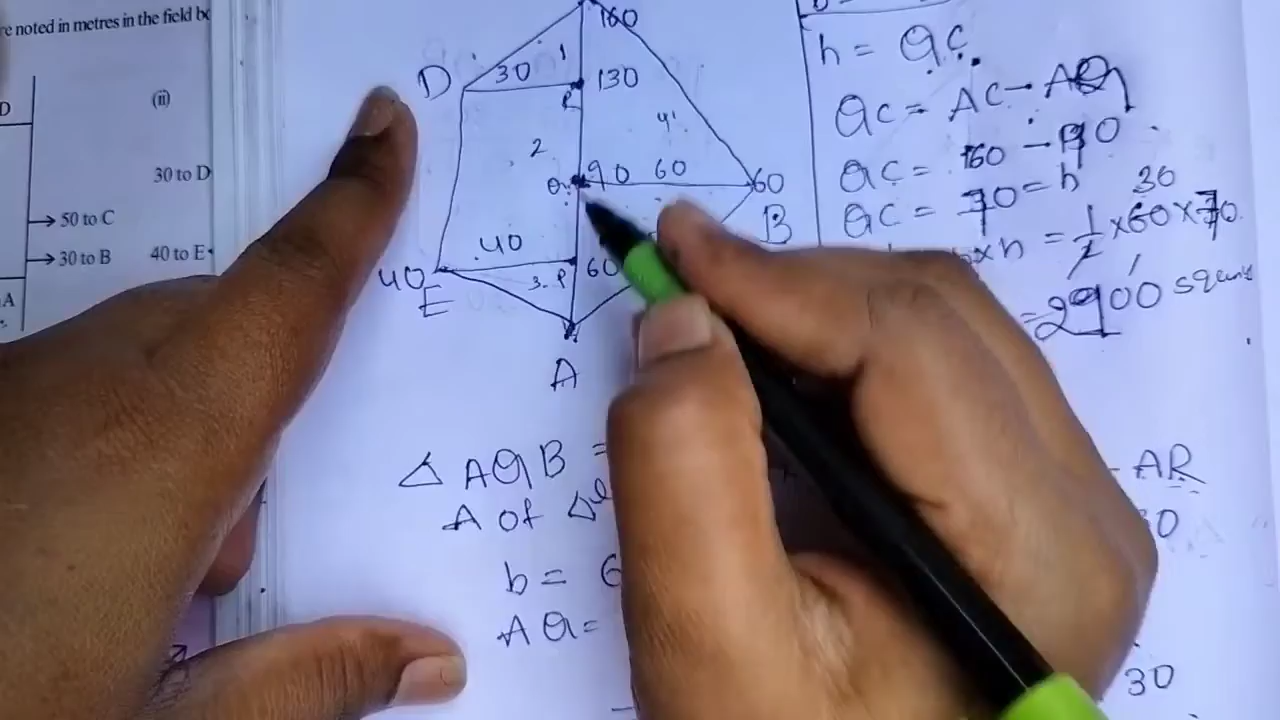 re noted in metres in the field bo
D
(ii)
30 to D
50 to C
30 to B
40 to E
A
160
D
30
1
130
R
4
2
Q
90
60
60
B
40
40
E
3
P
60
A
h = QC
QC = AC - AQ
QC = 160 - 90
QC = 70 = h
30
×h = 1/2 ×60×70
= 2900
Δ AQB =
A of Δ
b = 6
AQ =
- AR
30
30